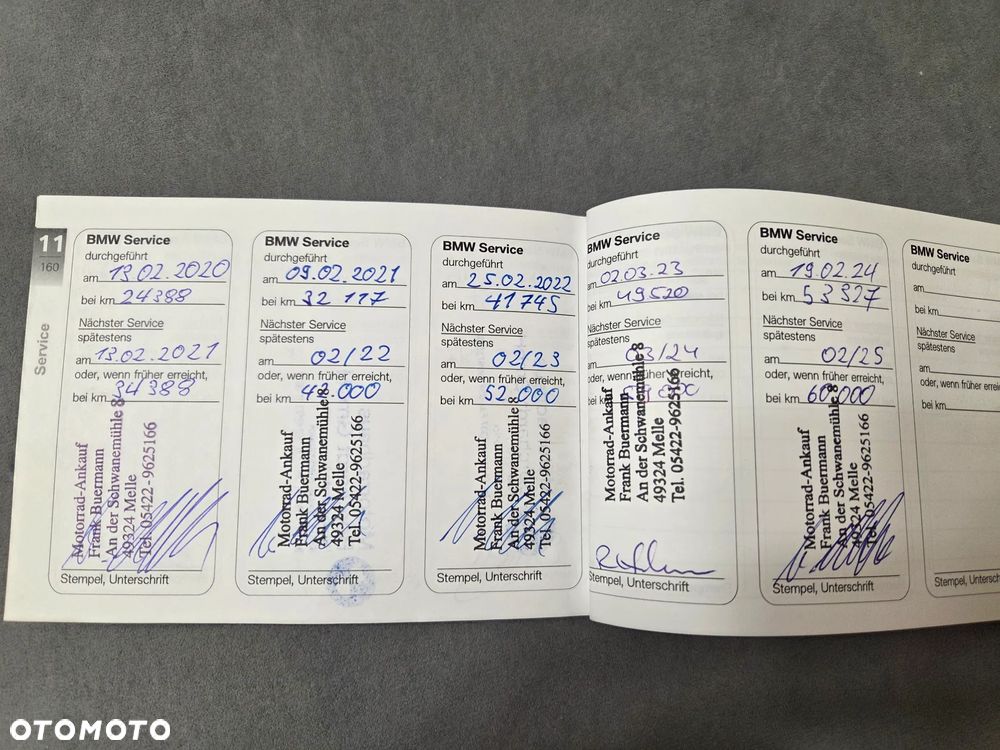 11
160
Service
BMW Service
durchgeführt
am 13.02.2020
bei km 24388
Nächster Service
spätestens
am 13.02.2021
oder, wenn früher erreicht,
bei km 34388
Motorrad-Ankauf
Frank Buermann
An der Schwanemühle 8
49324 Melle
Tel. 05422-9625166
Stempel, Unterschrift
BMW Service
durchgeführt
am 09.02.2021
bei km 32 117
Nächster Service
spätestens
am 02/22
oder, wenn früher erreicht,
bei km 42.000
Motorrad-Ankauf
Frank Buermann
An der Schwanemühle 8
49324 Melle
Tel. 05422-9625166
Stempel, Unterschrift
BMW Service
durchgeführt
am 25.02.2022
bei km 41745
Nächster Service
spätestens
am 02/23
oder, wenn früher erreicht,
bei km 52.000
Motorrad-Ankauf
Frank Buermann
An der Schwanemühle 8
49324 Melle
Tel. 05422-9625166
Stempel, Unterschrift
BMW Service
durchgeführt
am 02.03.23
bei km 49520
Nächster Service
spätestens
am 03/24
oder, wenn früher erreicht,
bei km
Motorrad-Ankauf
Frank Buermann
An der Schwanemühle 8
49324 Melle
Tel. 05422-9625166
Stempel, Unterschrift
BMW Service
durchgeführt
am 19.02.24
bei km 53927
Nächster Service
spätestens
am 02/25
oder, wenn früher erreicht,
bei km 60.000
Motorrad-Ankauf
Frank Buermann
An der Schwanemühle 8
49324 Melle
Tel. 05422-9625166
Stempel, Unterschrift
BMW Service
durchgeführt
am
bei km
Nächster Service
spätestens
am
oder, wenn früher erreicht,
bei km
Stempel,
OTOMOTO